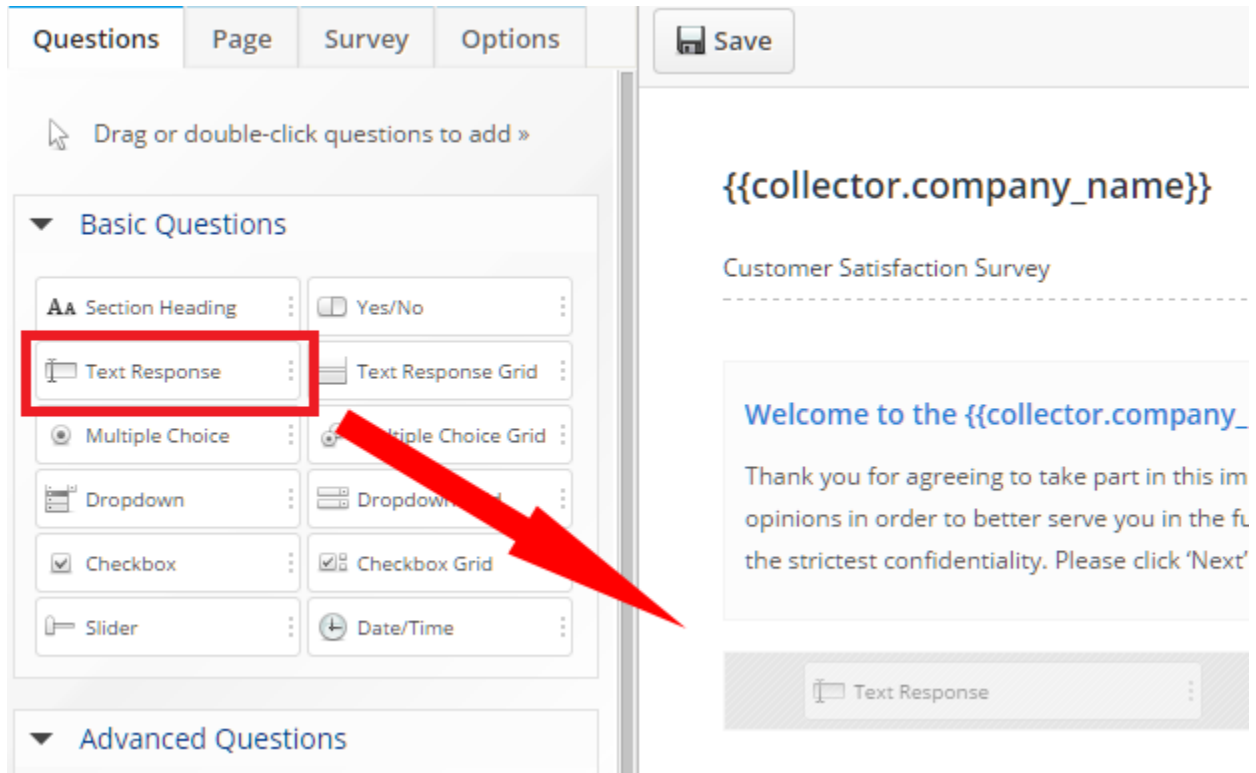 Questions Page Survey Options
Save
Drag or double-click questions to add »
Basic Questions
AA Section Heading
Yes/No
Text Response
Text Response Grid
Multiple Choice
Choice Grid
Dropdown
Checkbox
Checkbox Grid
Slider
Date/Time
Advanced Questions
{{collector.company_name}}
Customer Satisfaction Survey
Welcome to the {{collector.company_
Thank you for agreeing to take part in this im
opinions in order to better serve you in the fu
the strictest confidentiality. Please click ‘Next’
Text Response